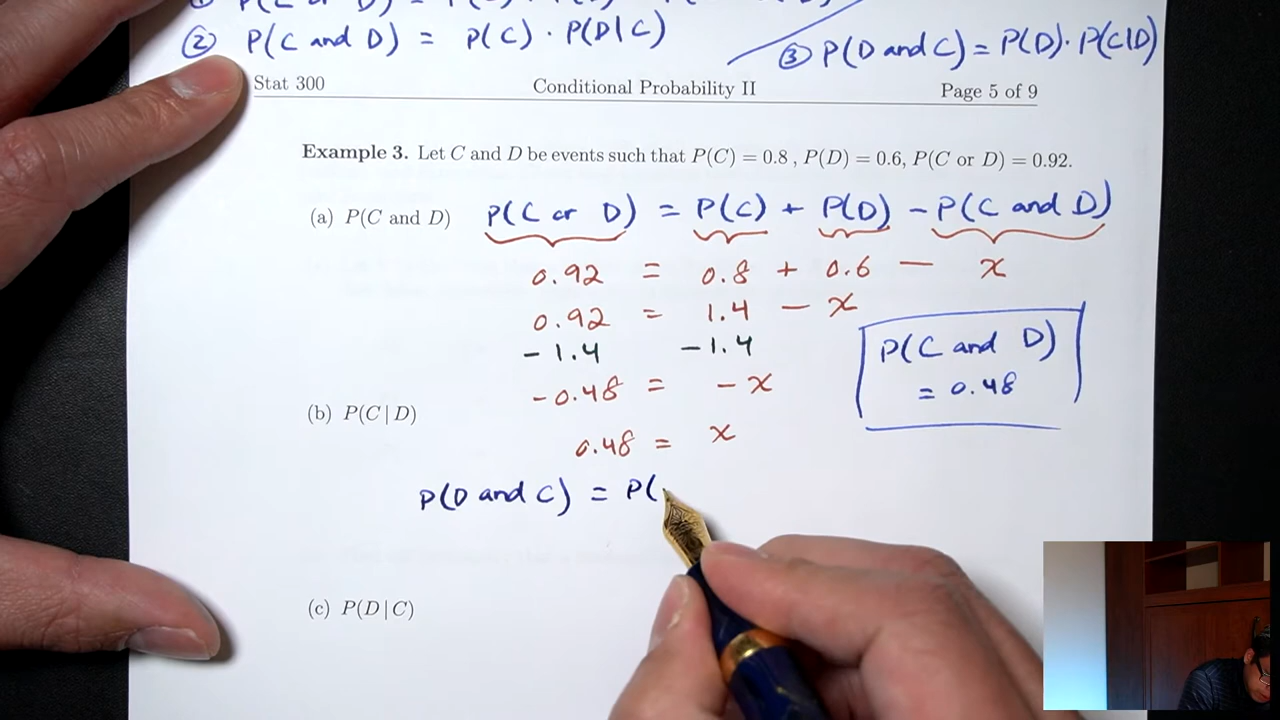 ② P(C and D) = P(C) · P(D|C)
③ P(D and C) = P(D) · P(C|D)
Stat 300 Conditional Probability II Page 5 of 9
Example 3. Let C and D be events such that P(C) = 0.8 , P(D) = 0.6, P(C or D) = 0.92.
(a) P(C and D) P(C or D) = P(C) + P(D) - P(C and D)
0.92 = 0.8 + 0.6 - x
0.92 = 1.4 - x
-1.4 -1.4
-0.48 = -x
0.48 = x
P(C and D)
= 0.48
(b) P(C | D)
P(D and C) = P(
(c) P(D | C)